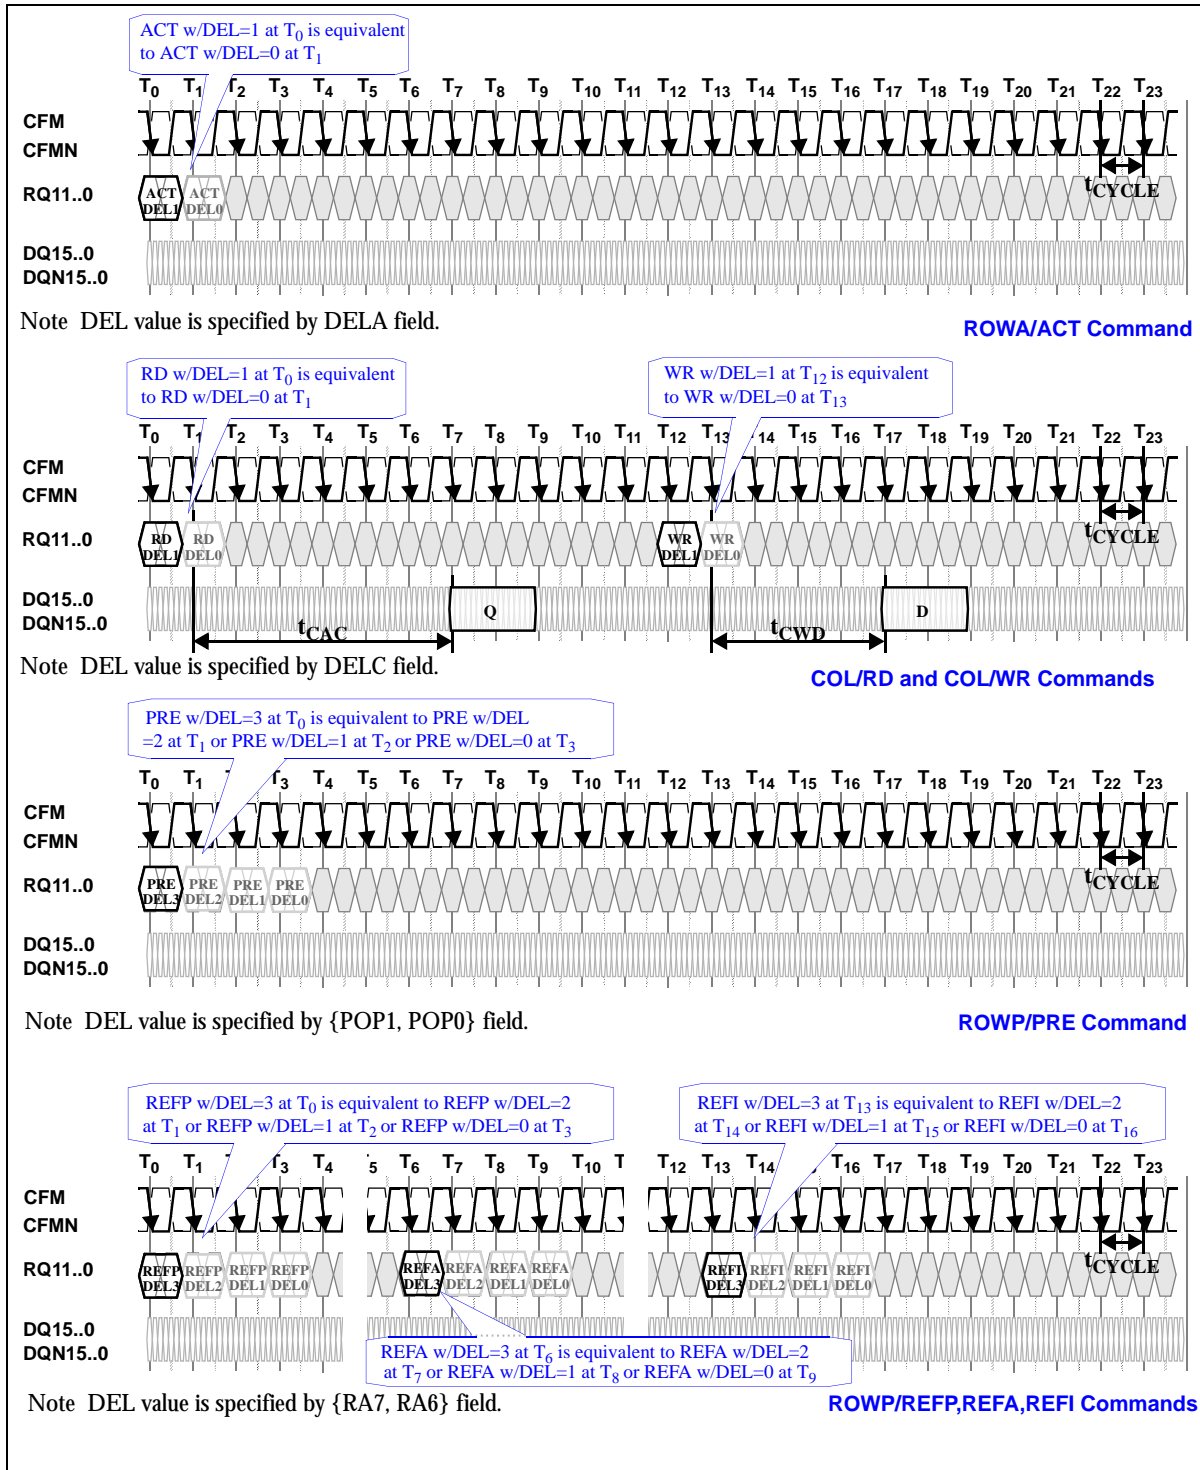 ACT w/DEL=1 at T0 is equivalent
to ACT w/DEL=0 at T1
T0 T1 T2 T3 T4 T5 T6 T7 T8 T9 T10 T11 T12 T13 T14 T15 T16 T17 T18 T19 T20 T21 T22 T23
CFM
CFMN
RQ11..0
ACT DEL1
ACT DEL0
tCYCLE
DQ15..0
DQN15..0
Note DEL value is specified by DELA field.
ROWA/ACT Command
RD w/DEL=1 at T0 is equivalent
to RD w/DEL=0 at T1
WR w/DEL=1 at T12 is equivalent
to WR w/DEL=0 at T13
T0 T1 T2 T3 T4 T5 T6 T7 T8 T9 T10 T11 T12 T13 T14 T15 T16 T17 T18 T19 T20 T21 T22 T23
CFM
CFMN
RQ11..0
RD DEL1
RD DEL0
WR DEL1
WR DEL0
tCYCLE
DQ15..0
DQN15..0
Q
D
tCAC
tCWD
Note DEL value is specified by DELC field.
COL/RD and COL/WR Commands
PRE w/DEL=3 at T0 is equivalent to PRE w/DEL
=2 at T1 or PRE w/DEL=1 at T2 or PRE w/DEL=0 at T3
T0 T1 T3 T4 T5 T6 T7 T8 T9 T10 T11 T12 T13 T14 T15 T16 T17 T18 T19 T20 T21 T22 T23
CFM
CFMN
RQ11..0
PRE DEL3
PRE DEL2
PRE DEL1
PRE DEL0
tCYCLE
DQ15..0
DQN15..0
Note DEL value is specified by {POP1, POP0} field.
ROWP/PRE Command
REFP w/DEL=3 at T0 is equivalent to REFP w/DEL=2
at T1 or REFP w/DEL=1 at T2 or REFP w/DEL=0 at T3
REFI w/DEL=3 at T13 is equivalent to REFI w/DEL=2
at T14 or REFI w/DEL=1 at T15 or REFI w/DEL=0 at T16
T0 T1 T2 T3 T4 5 T6 T7 T8 T9 T10 T T12 T13 T14 T16 T17 T18 T19 T20 T21 T22 T23
CFM
CFMN
RQ11..0
REFP DEL3
REFP DEL2
REFP DEL1
REFP DEL0
REFA DEL3
REFA DEL2
REFA DEL1
REFA DEL0
REFI DEL3
REFI DEL2
REFI DEL1
REFI DEL0
tCYCLE
DQ15..0
DQN15..0
REFA w/DEL=3 at T6 is equivalent to REFA w/DEL=2
at T7 or REFA w/DEL=1 at T8 or REFA w/DEL=0 at T9
Note DEL value is specified by {RA7, RA6} field.
ROWP/REFP,REFA,REFI Commands